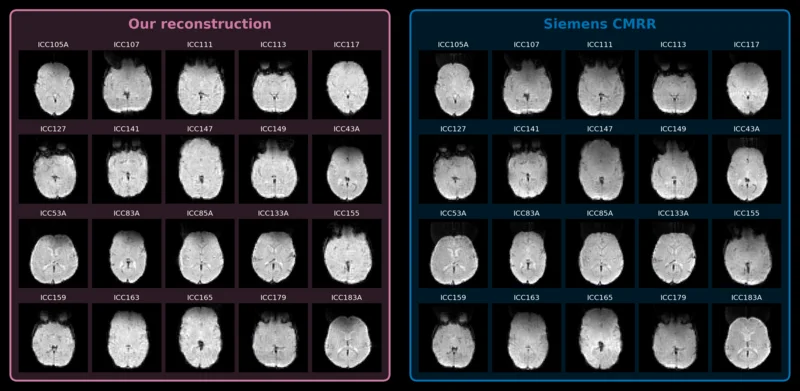 Our reconstruction
ICC105A ICC107 ICC111 ICC113 ICC117
ICC127 ICC141 ICC147 ICC149 ICC43A
ICC53A ICC83A ICC85A ICC133A ICC155
ICC159 ICC163 ICC165 ICC179 ICC183A
Siemens CMRR
ICC105A ICC107 ICC111 ICC113 ICC117
ICC127 ICC141 ICC147 ICC149 ICC43A
ICC53A ICC83A ICC85A ICC133A ICC155
ICC159 ICC163 ICC165 ICC179 ICC183A